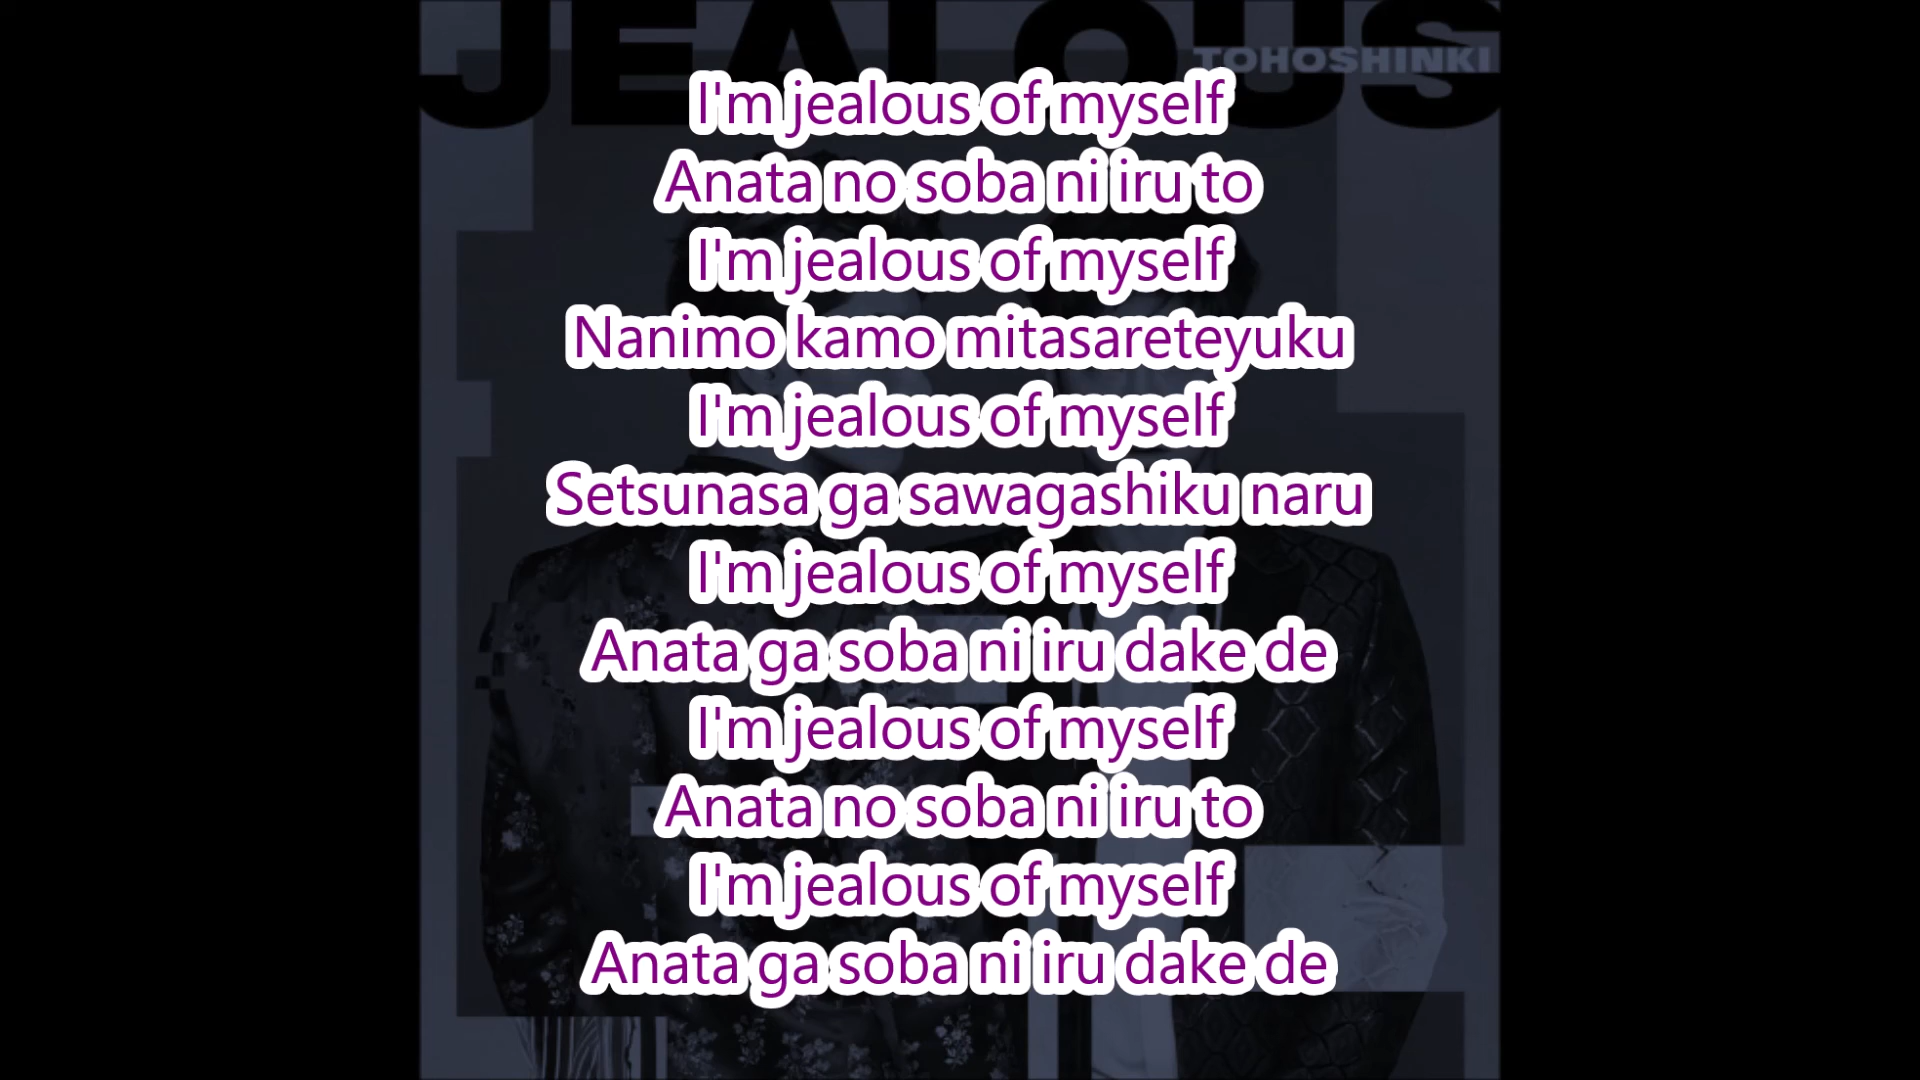 JEALOUS
TOHOSHINKI
I'm jealous of myself
Anata no soba ni iru to
I'm jealous of myself
Nanimo kamo mitasareteyuku
I'm jealous of myself
Setsunasa ga sawagashiku naru
I'm jealous of myself
Anata ga soba ni iru dake de
I'm jealous of myself
Anata no soba ni iru to
I'm jealous of myself
Anata ga soba ni iru dake de